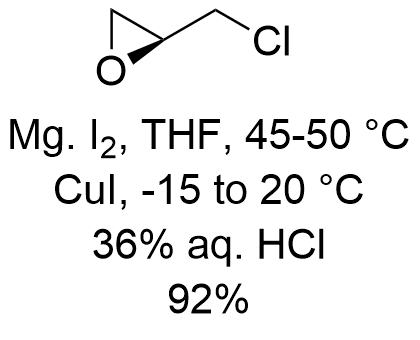 Cl
O
Mg. I₂, THF, 45-50 °C
CuI, -15 to 20 °C
36% aq. HCl
92%